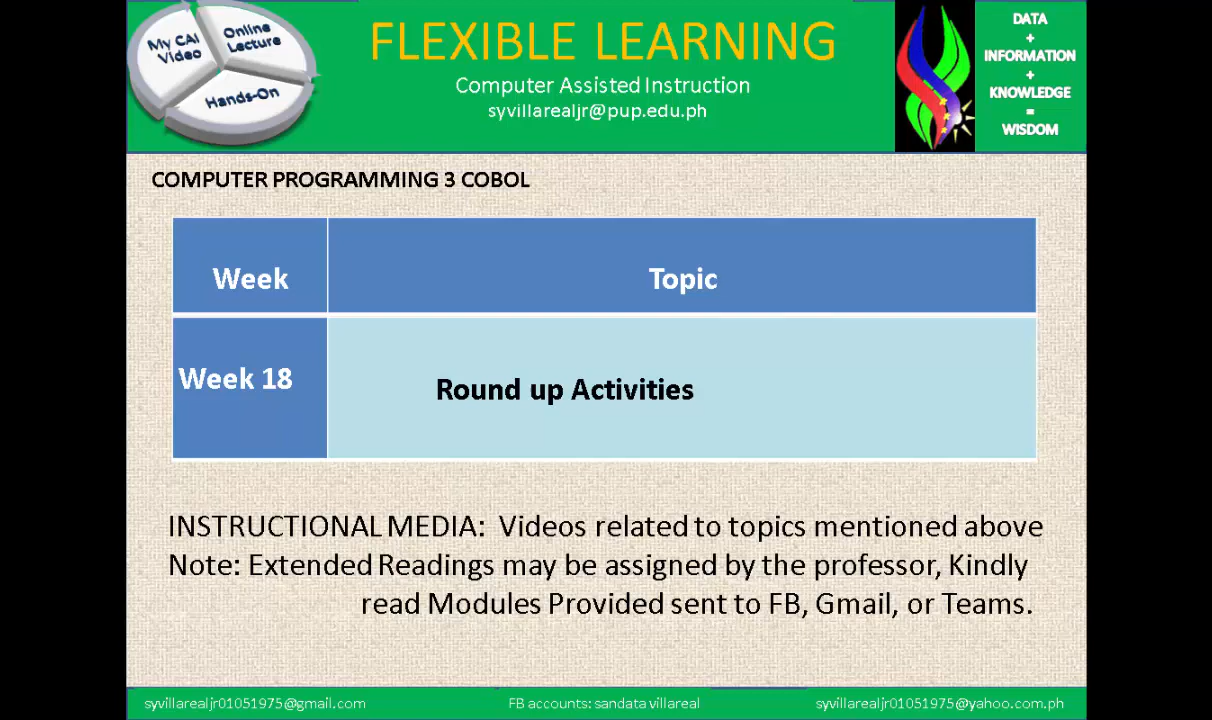 My CAI
Video
Online
Lecture
Hands-On
FLEXIBLE LEARNING
Computer Assisted Instruction
syvillarealjr@pup.edu.ph
DATA
+
INFORMATION
+
KNOWLEDGE
=
WISDOM
COMPUTER PROGRAMMING 3 COBOL
Week Topic
Week 18 Round up Activities
INSTRUCTIONAL MEDIA: Videos related to topics mentioned above
Note: Extended Readings may be assigned by the professor, Kindly
read Modules Provided sent to FB, Gmail, or Teams.
syvillarealjr01051975@gmail.com FB accounts: sandata villareal syvillarealjr01051975@yahoo.com.ph